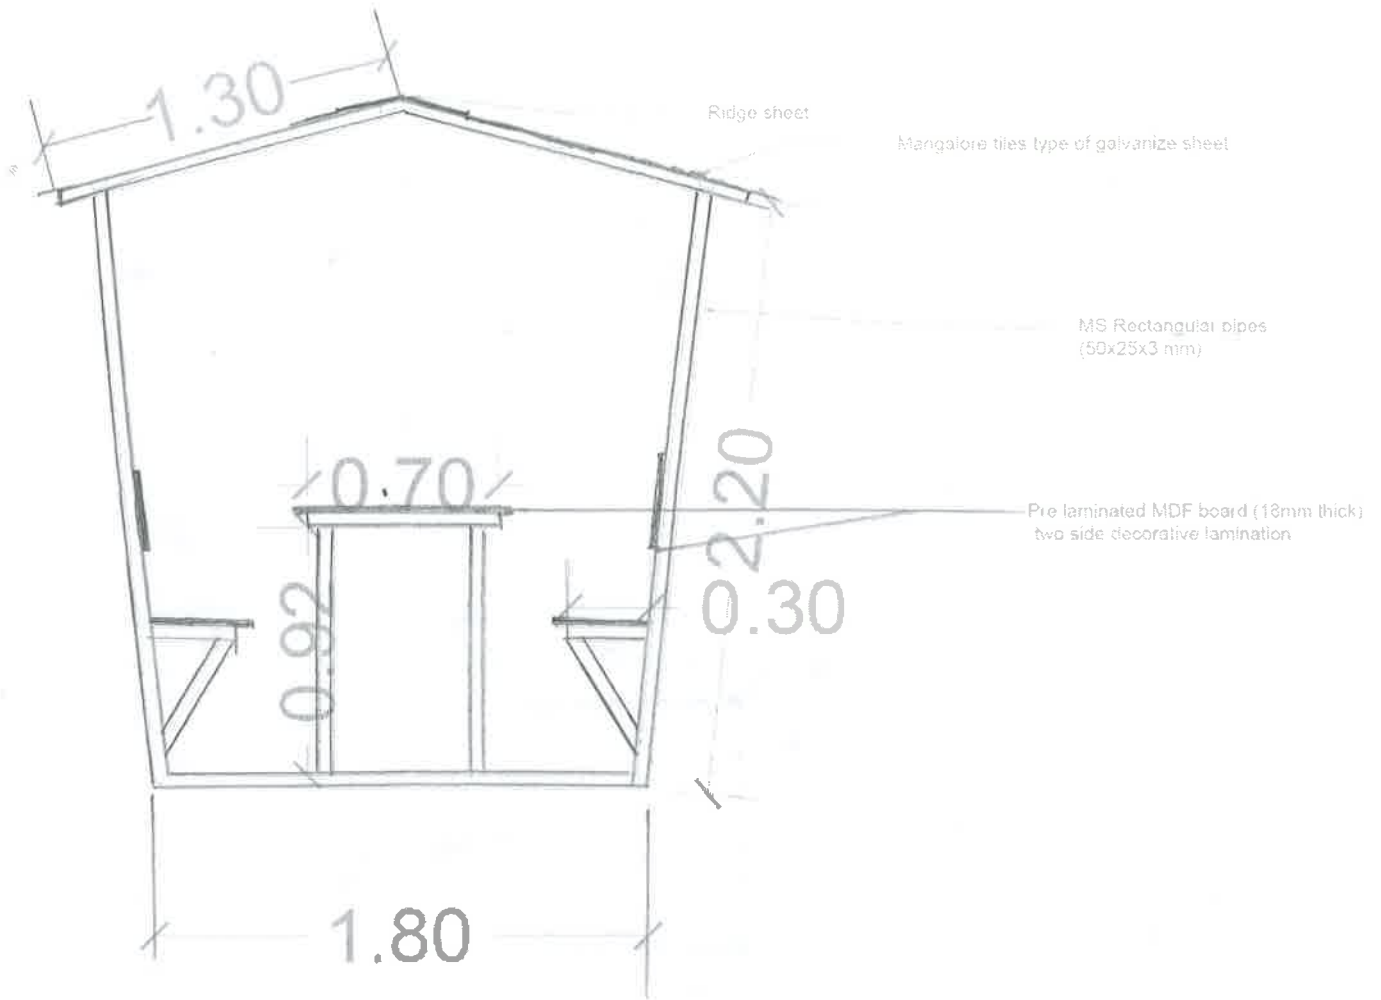 1.30
Ridge sheet
Mangalore tiles type of galvanize sheet
MS Rectangular pipes
(50x25x3 mm)
0.70
2.20
Pre laminated MDF board (18mm thick)
two side decorative lamination
0.92
0.30
1.80